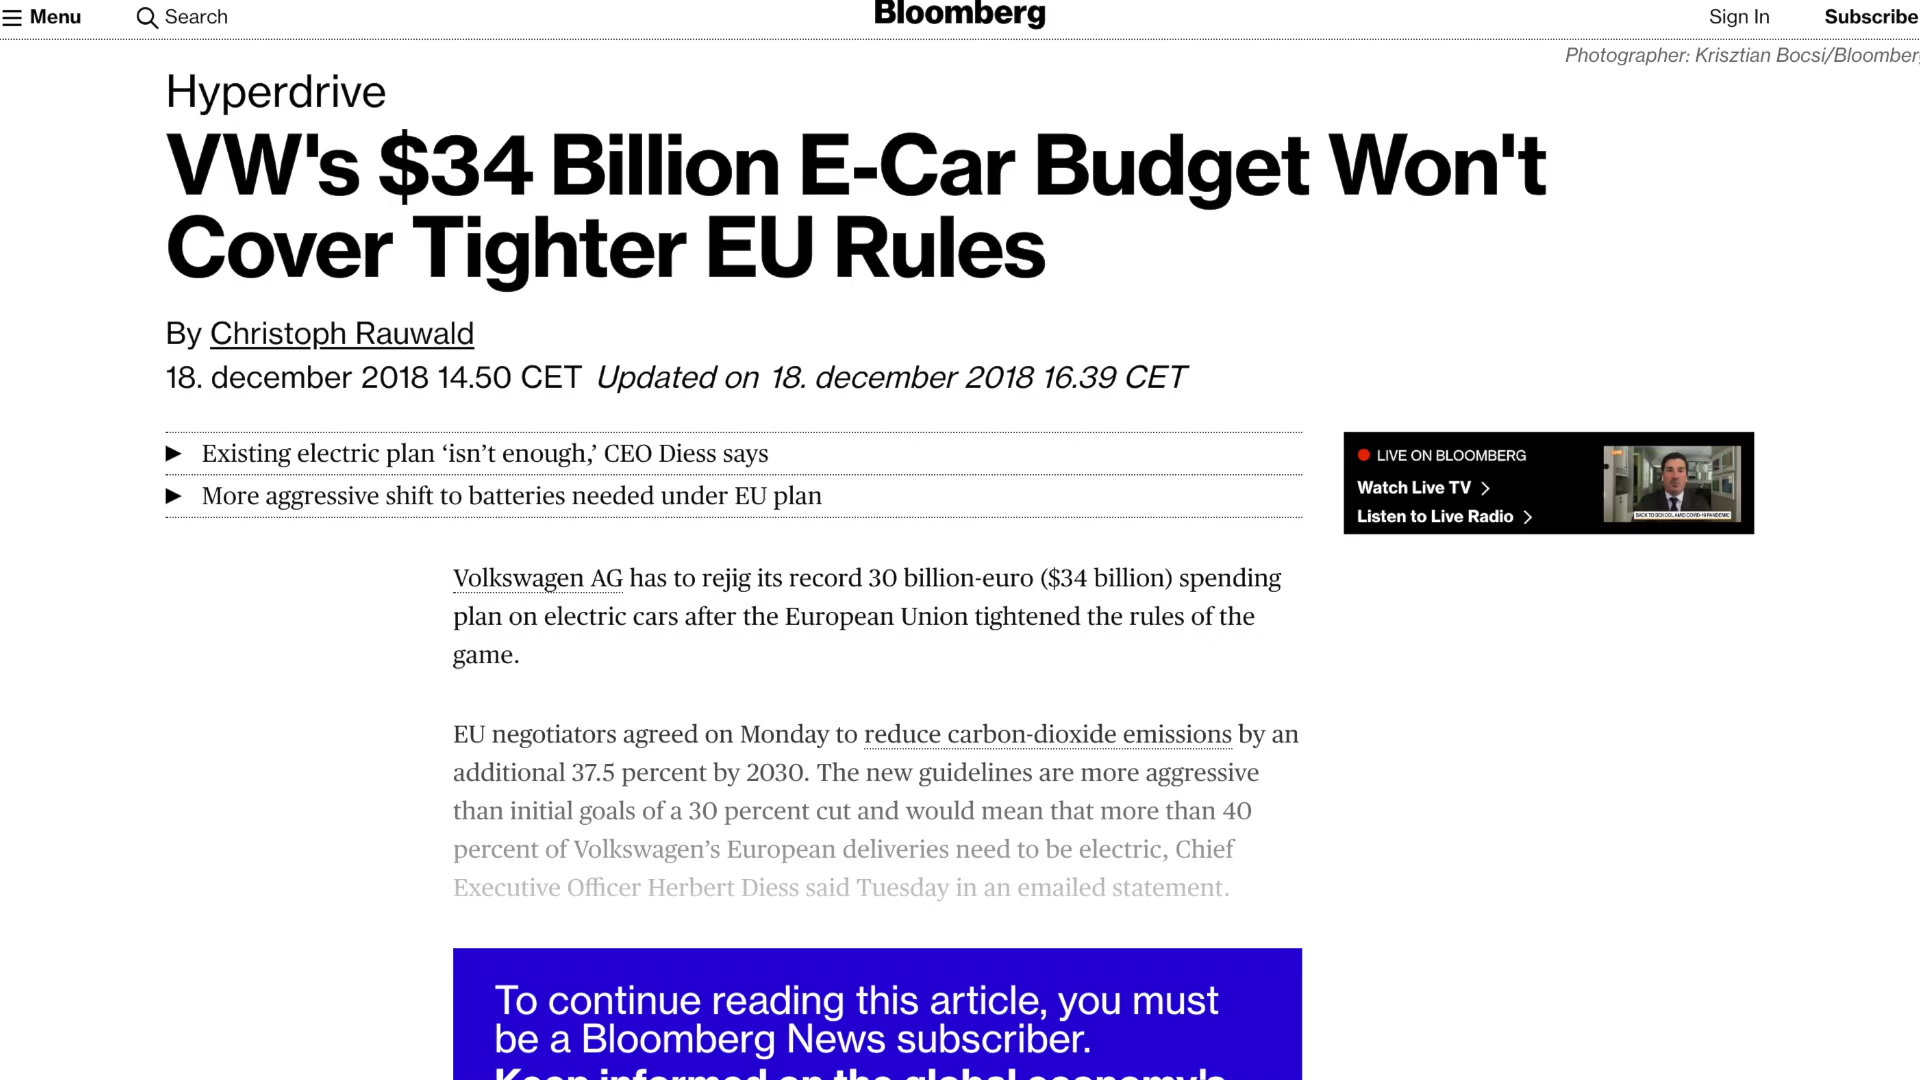 Menu
Search
Bloomberg
Sign In
Subscribe
Photographer: Krisztian Bocsi/Bloomberg
Hyperdrive
VW's $34 Billion E-Car Budget Won't
Cover Tighter EU Rules
By Christoph Rauwald
18. december 2018 14.50 CET Updated on 18. december 2018 16.39 CET
Existing electric plan ‘isn’t enough,’ CEO Diess says
More aggressive shift to batteries needed under EU plan
LIVE ON BLOOMBERG
Watch Live TV
Listen to Live Radio
LIVE
BACK TO SCHOOL AMID COVID-19 PANDEMIC
Volkswagen AG has to rejig its record 30 billion-euro ($34 billion) spending
plan on electric cars after the European Union tightened the rules of the
game.
EU negotiators agreed on Monday to reduce carbon-dioxide emissions by an
additional 37.5 percent by 2030. The new guidelines are more aggressive
than initial goals of a 30 percent cut and would mean that more than 40
percent of Volkswagen’s European deliveries need to be electric, Chief
Executive Officer Herbert Diess said Tuesday in an emailed statement.
To continue reading this article, you must
be a Bloomberg News subscriber.
Keep informed on the global economy's